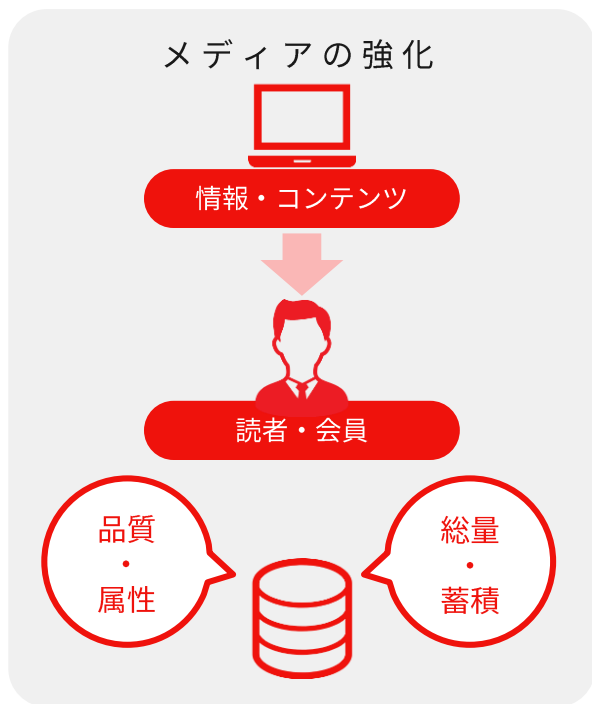 メディアの強化
情報・コンテンツ
読者・会員
品質
・
属性
総量
・
蓄積